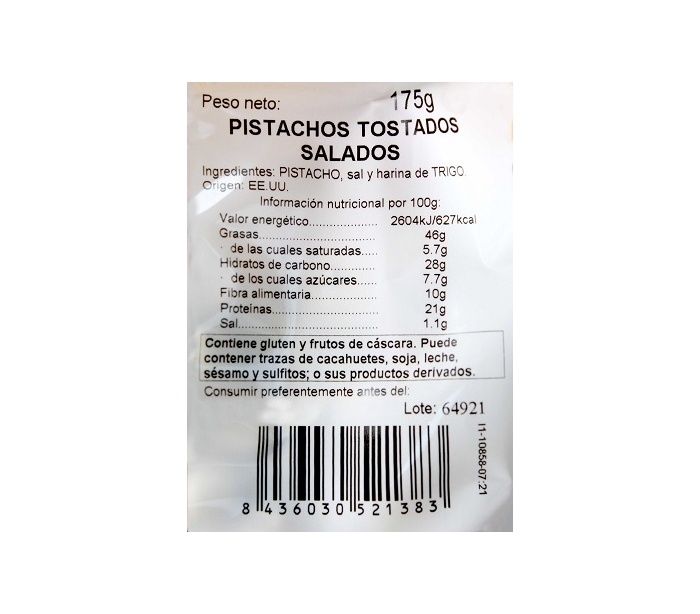 Peso neto: 175g
PISTACHOS TOSTADOS
SALADOS
Ingredientes: PISTACHO, sal y harina de TRIGO.
Origen: EE.UU.
Información nutricional por 100g:
Valor energético.................. 2604kJ/627kcal
Grasas.................................... 46g
· de las cuales saturadas..... 5.7g
Hidratos de carbono........... 28g
· de los cuales azúcares...... 7.7g
Fibra alimentaria................ 10g
Proteínas................................ 21g
Sal........................................ 1.1g
Contiene gluten y frutos de cáscara. Puede
contener trazas de cacahuetes, soja, leche,
sésamo y sulfitos; o sus productos derivados.
Consumir preferentemente antes del:
Lote: 64921
I1-10858-07.21
8 436030 521383